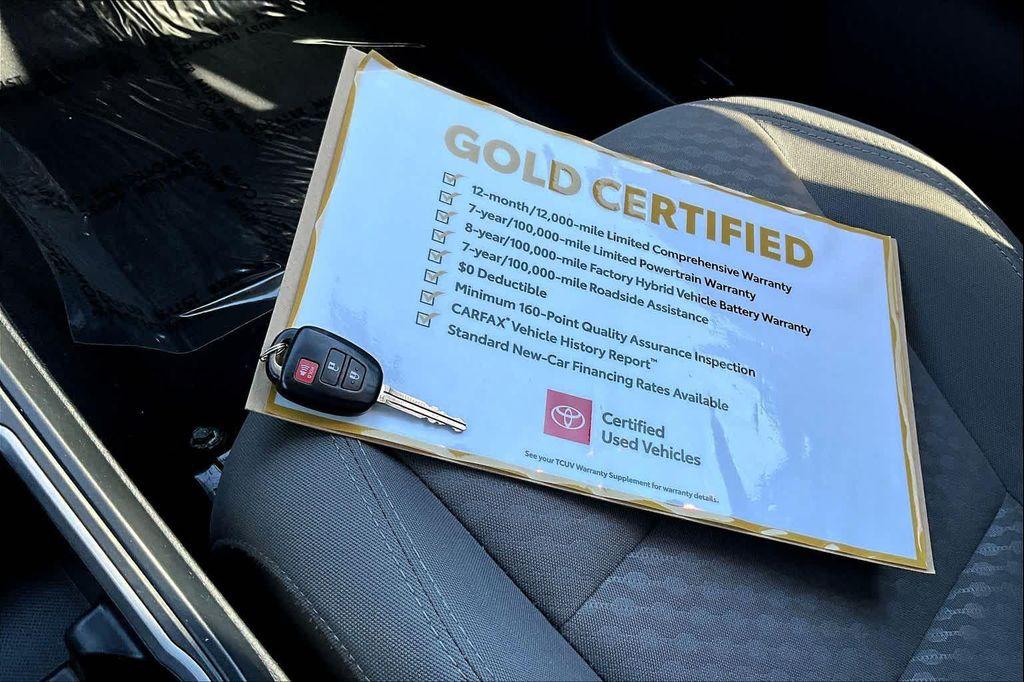 GOLD CERTIFIED
12-month/12,000-mile Limited Comprehensive Warranty
7-year/100,000-mile Limited Powertrain Warranty
8-year/100,000-mile Factory Hybrid Vehicle Battery Warranty
7-year/100,000-mile Roadside Assistance
$0 Deductible
Minimum 160-Point Quality Assurance Inspection
CARFAX® Vehicle History Report™
Standard New-Car Financing Rates Available
Certified
Used Vehicles
See your TCUV Warranty Supplement for warranty details.